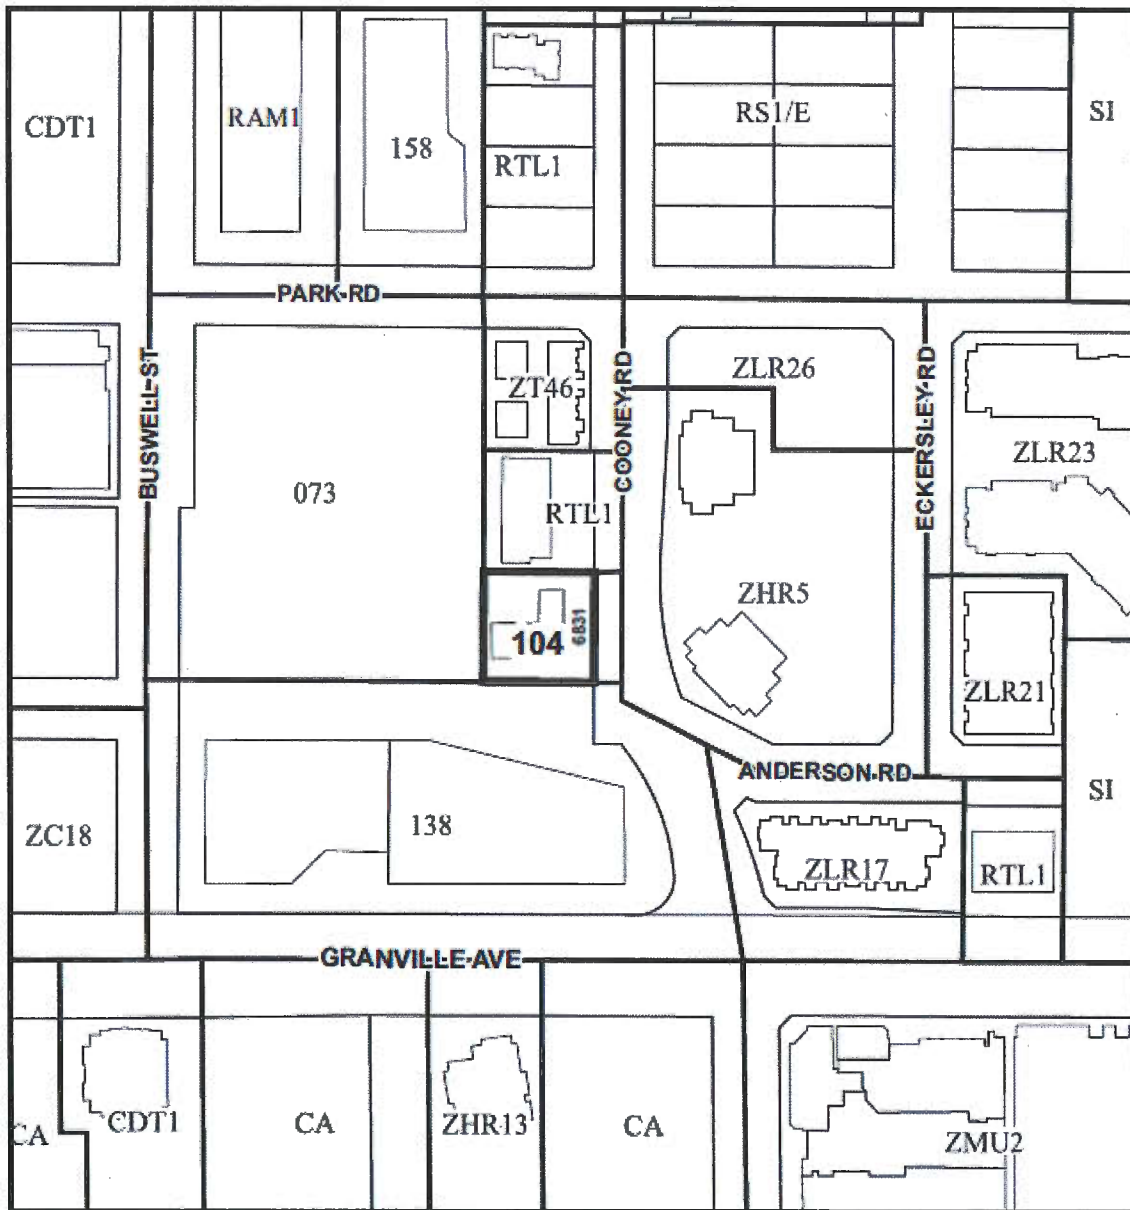 CDT1
RAM1
158
RTL1
RS1/E
SI
PARK RD
BUSWELL ST
ZT46
COONEY RD
ZLR26
ECKERSLEY RD
ZLR23
073
RTL1
ZHR5
104
6831
ZLR21
ANDERSON RD
SI
ZC18
138
ZLR17
RTL1
GRANVILLE AVE
CA
CDT1
CA
ZHR13
CA
ZMU2